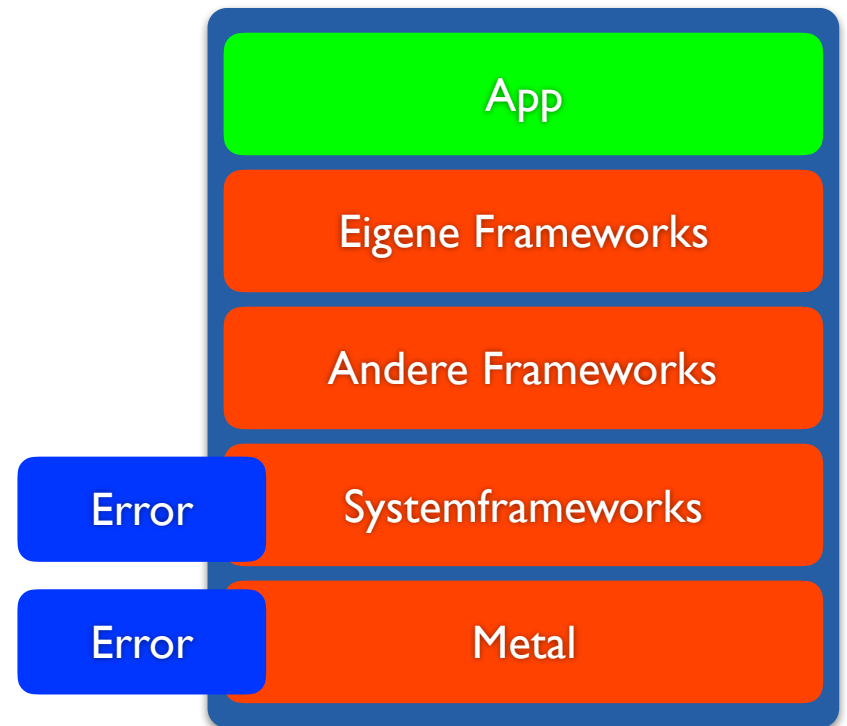 App
Eigene Frameworks
Andere Frameworks
Error
Systemframeworks
Error
Metal